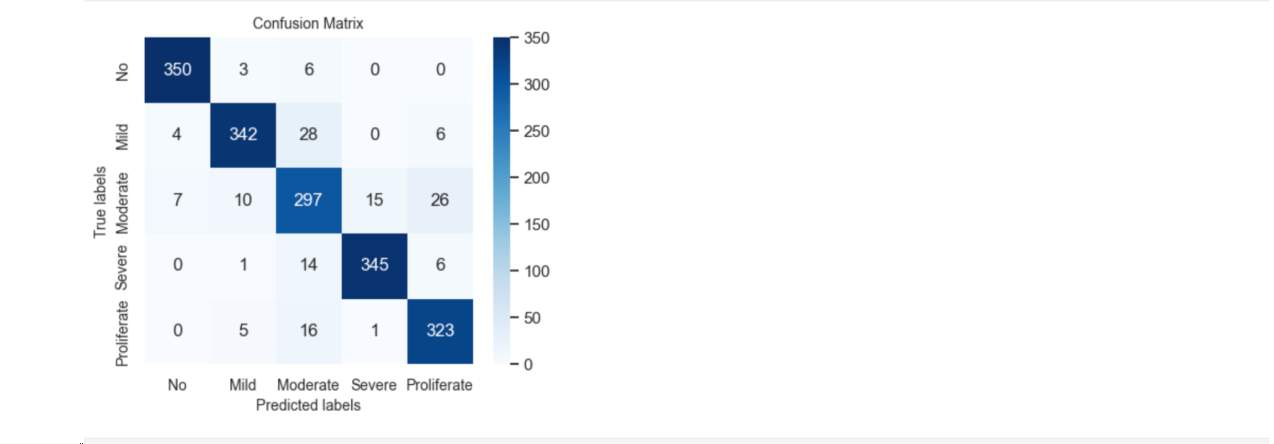 Confusion Matrix
No 350 3 6 0 0
Mild 4 342 28 0 6
Moderate 7 10 297 15 26
Severe 0 1 14 345 6
Proliferate 0 5 16 1 323
True labels
No Mild Moderate Severe Proliferate
Predicted labels
350
300
250
200
150
100
50
0